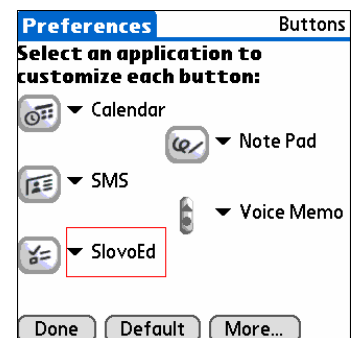 Preferences Buttons
Select an application to
customize each button:
Calendar
Note Pad
SMS
Voice Memo
SlovoEd
Done Default More...